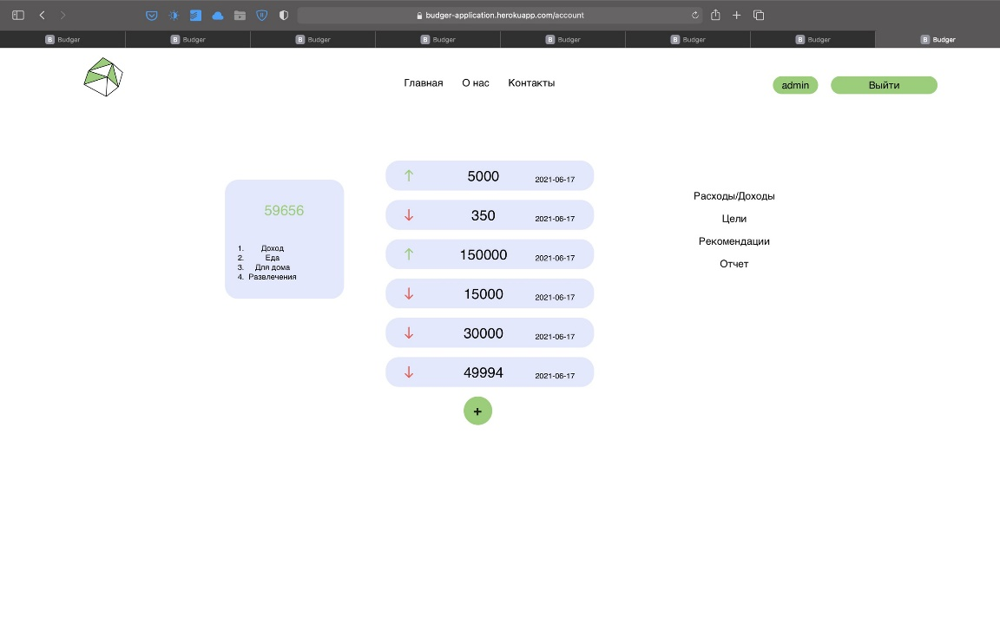 budger-application.herokuapp.com/account
B Budger B Budger B Budger B Budger B Budger B Budger B Budger B Budger
Главная О нас Контакты admin Выйти
59656
1. Доход
2. Еда
3. Для дома
4. Развлечения
5000 2021-06-17
350 2021-06-17
150000 2021-06-17
15000 2021-06-17
30000 2021-06-17
49994 2021-06-17
+
Расходы/Доходы
Цели
Рекомендации
Отчет